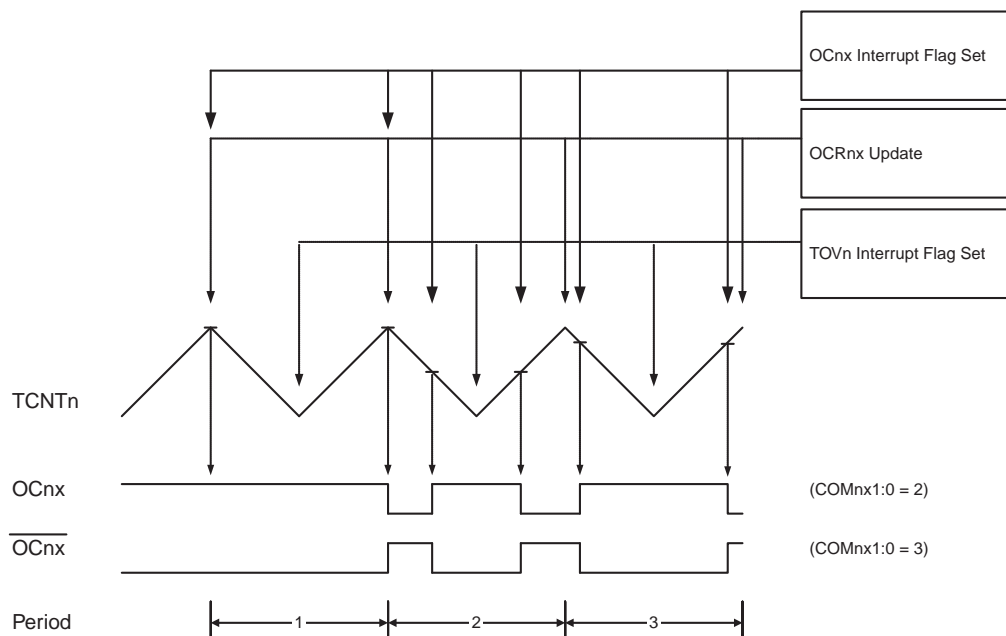 OCnx Interrupt Flag Set
OCRnx Update
TOVn Interrupt Flag Set
TCNTn
OCnx
(COMnx1:0 = 2)
OCnx
(COMnx1:0 = 3)
Period
1
2
3